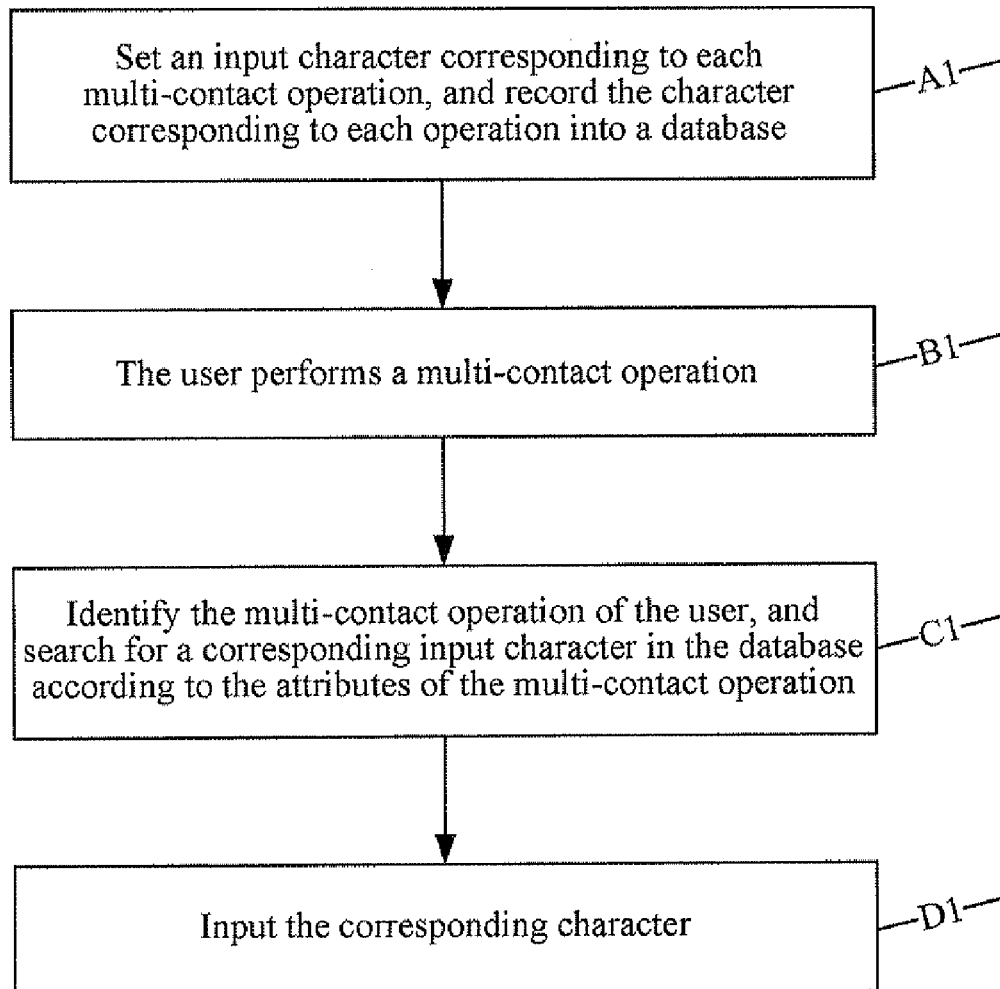 Set an input character corresponding to each
multi-contact operation, and record the character
corresponding to each operation into a database
A1
The user performs a multi-contact operation
B1
Identify the multi-contact operation of the user, and
search for a corresponding input character in the database
according to the attributes of the multi-contact operation
C1
Input the corresponding character
D1